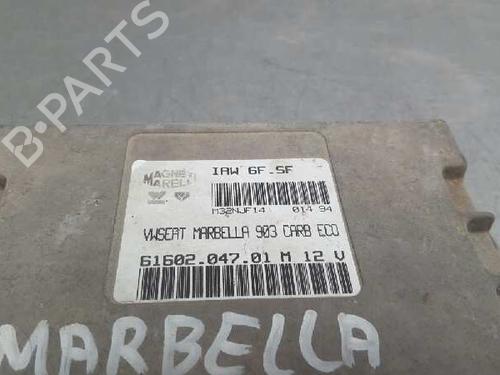 B-PARTS
MAGNETI
MARELLI
IAW 6F.SF
M32NJF14 014 94
VWSEAT MARBELLA 903 CARB ECO
61602.047.01 M 12 V
MARBELLA